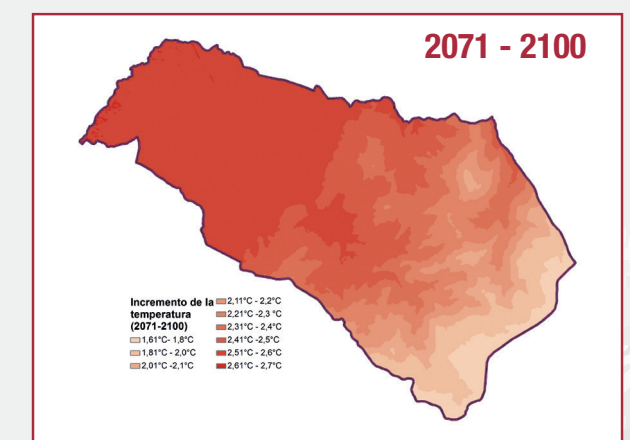 2071 - 2100
Incremento de la
temperatura
(2071-2100)
1,61°C- 1,8°C
1,81°C - 2,0°C
2,01°C -2,1°C
2,11°C - 2,2°C
2,21°C -2,3 °C
2,31°C - 2,4°C
2,41°C -2,5°C
2,51°C - 2,6°C
2,61°C - 2,7°C